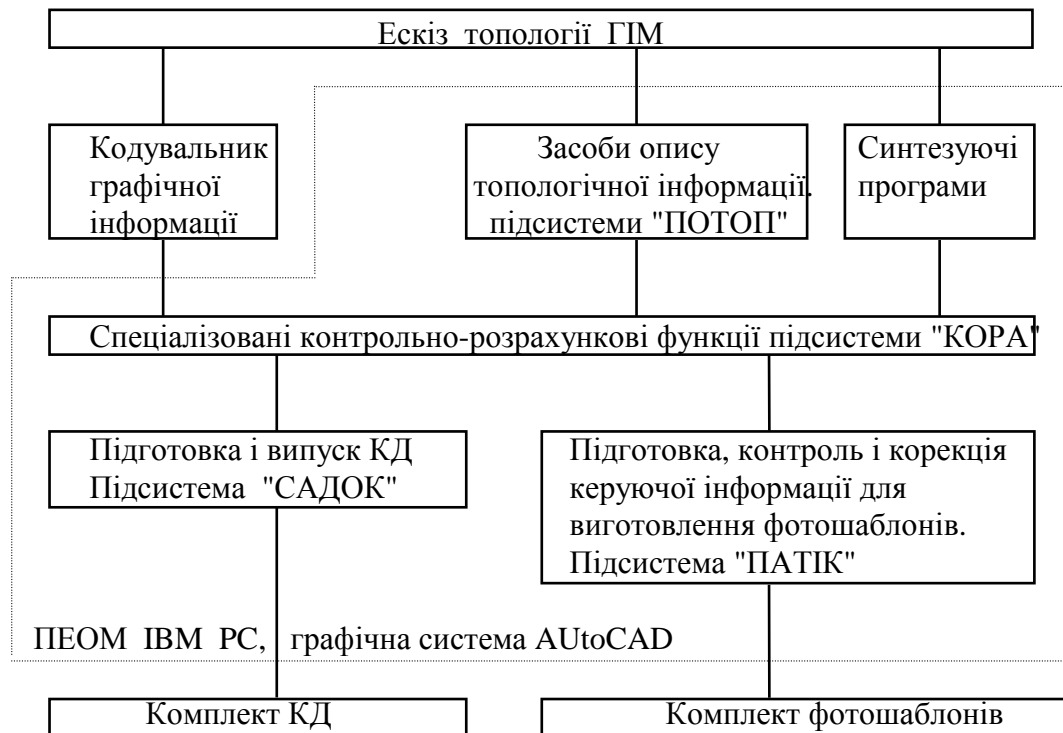 Ескіз топології ГІМ
Кодувальник
графічної
інформації
Засоби опису
топологічної інформації.
підсистеми "ПОТОП"
Синтезуючі
програми
Спеціалізовані контрольно-розрахункові функції підсистеми "КОРА"
Підготовка і випуск КД
Підсистема "САДОК"
Підготовка, контроль і корекція
керуючої інформації для
виготовлення фотошаблонів.
Підсистема "ПАТІК"
ПЕОМ IBM PC, графічна система AUtoCAD
Комплект КД
Комплект фотошаблонів